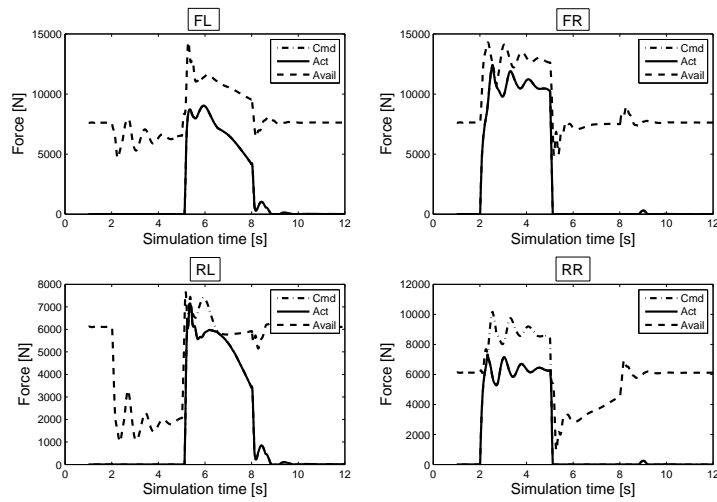 FL
FR
15000
10000
5000
0
Force [N]
0 2 4 6 8 10 12
Simulation time [s]
Cmd
Act
Avail
15000
10000
5000
0
Force [N]
0 2 4 6 8 10 12
Simulation time [s]
Cmd
Act
Avail
RL
RR
8000
7000
6000
5000
4000
3000
2000
1000
0
Force [N]
0 2 4 6 8 10 12
Simulation time [s]
Cmd
Act
Avail
12000
10000
8000
6000
4000
2000
0
Force [N]
0 2 4 6 8 10 12
Simulation time [s]
Cmd
Act
Avail